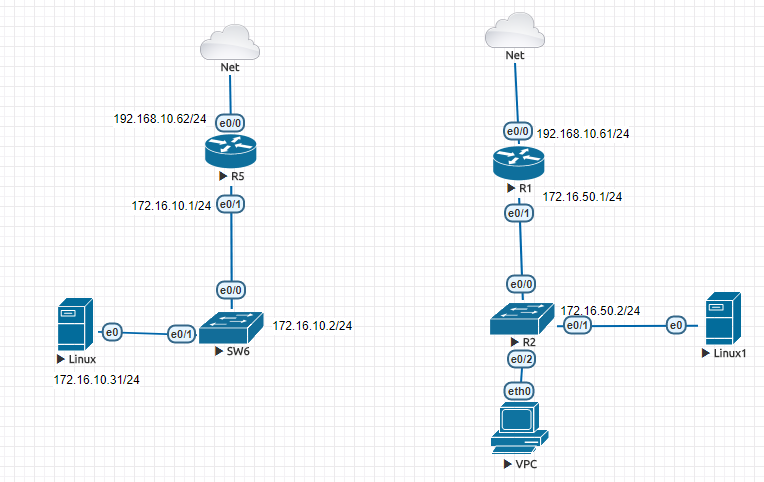 Net
192.168.10.62/24
e0/0
R5
172.16.10.1/24
e0/1
e0/0
172.16.10.2/24
e0/1
SW6
e0
Linux
172.16.10.31/24
Net
e0/0
192.168.10.61/24
R1
172.16.50.1/24
e0/1
e0/0
172.16.50.2/24
R2
e0/1
e0
Linux1
e0/2
eth0
VPC